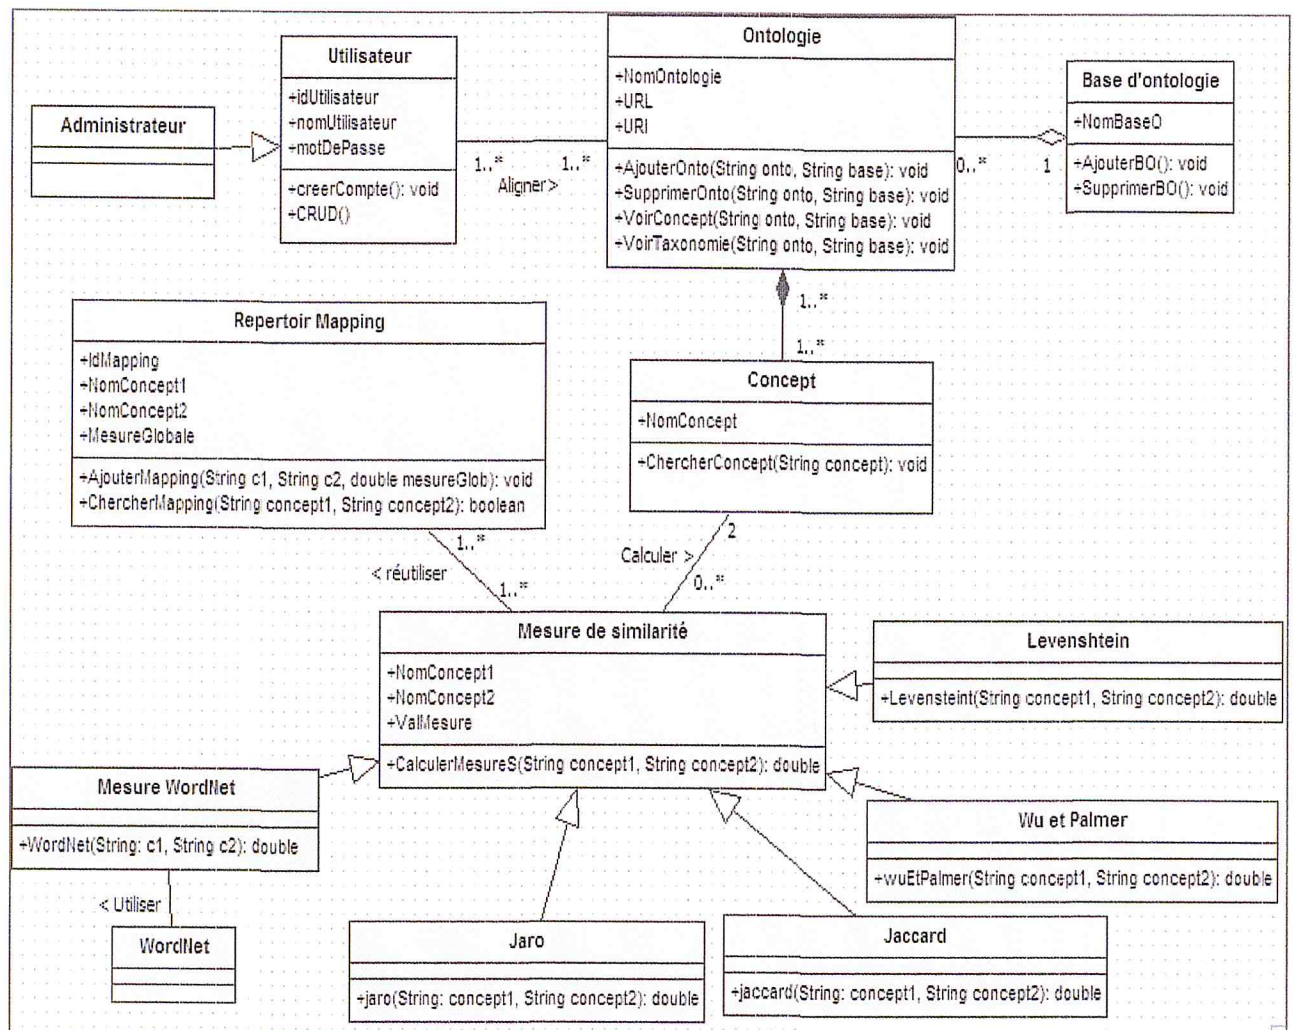 Administrateur
Utilisateur
+idUtilisateur
+nomUtilisateur
+motDePasse
+creerCompte(): void
+CRUD()
1..*
1..*
Aligner>
Ontologie
+NomOntologie
+URL
+URI
+AjouterOnto(String onto, String base): void
+SupprimerOnto(String onto, String base): void
+VoirConcept(String onto, String base): void
+VoirTaxonomie(String onto, String base): void
0..*
1
Base d'ontologie
+NomBaseO
+AjouterBO(): void
+SupprimerBO(): void
1..*
1..*
Repertoir Mapping
+IdMapping
+NomConcept1
+NomConcept2
+MesureGlobale
+AjouterMapping(String c1, String c2, double mesureGlob): void
+ChercherMapping(String concept1, String concept2): boolean
Concept
+NomConcept
+ChercherConcept(String concept): void
1..*
< réutiliser
1..*
2
Calculer >
0..*
Mesure de similarité
+NomConcept1
+NomConcept2
+ValMesure
+CalculerMesureS(String concept1, String concept2): double
Levenshtein
+Levensteint(String concept1, String concept2): double
Mesure WordNet
+WordNet(String: c1, String c2): double
< Utiliser
WordNet
Wu et Palmer
+wuEtPalmer(String concept1, String concept2): double
Jaro
+jaro(String: concept1, String concept2): double
Jaccard
+jaccard(String: concept1, String concept2): double